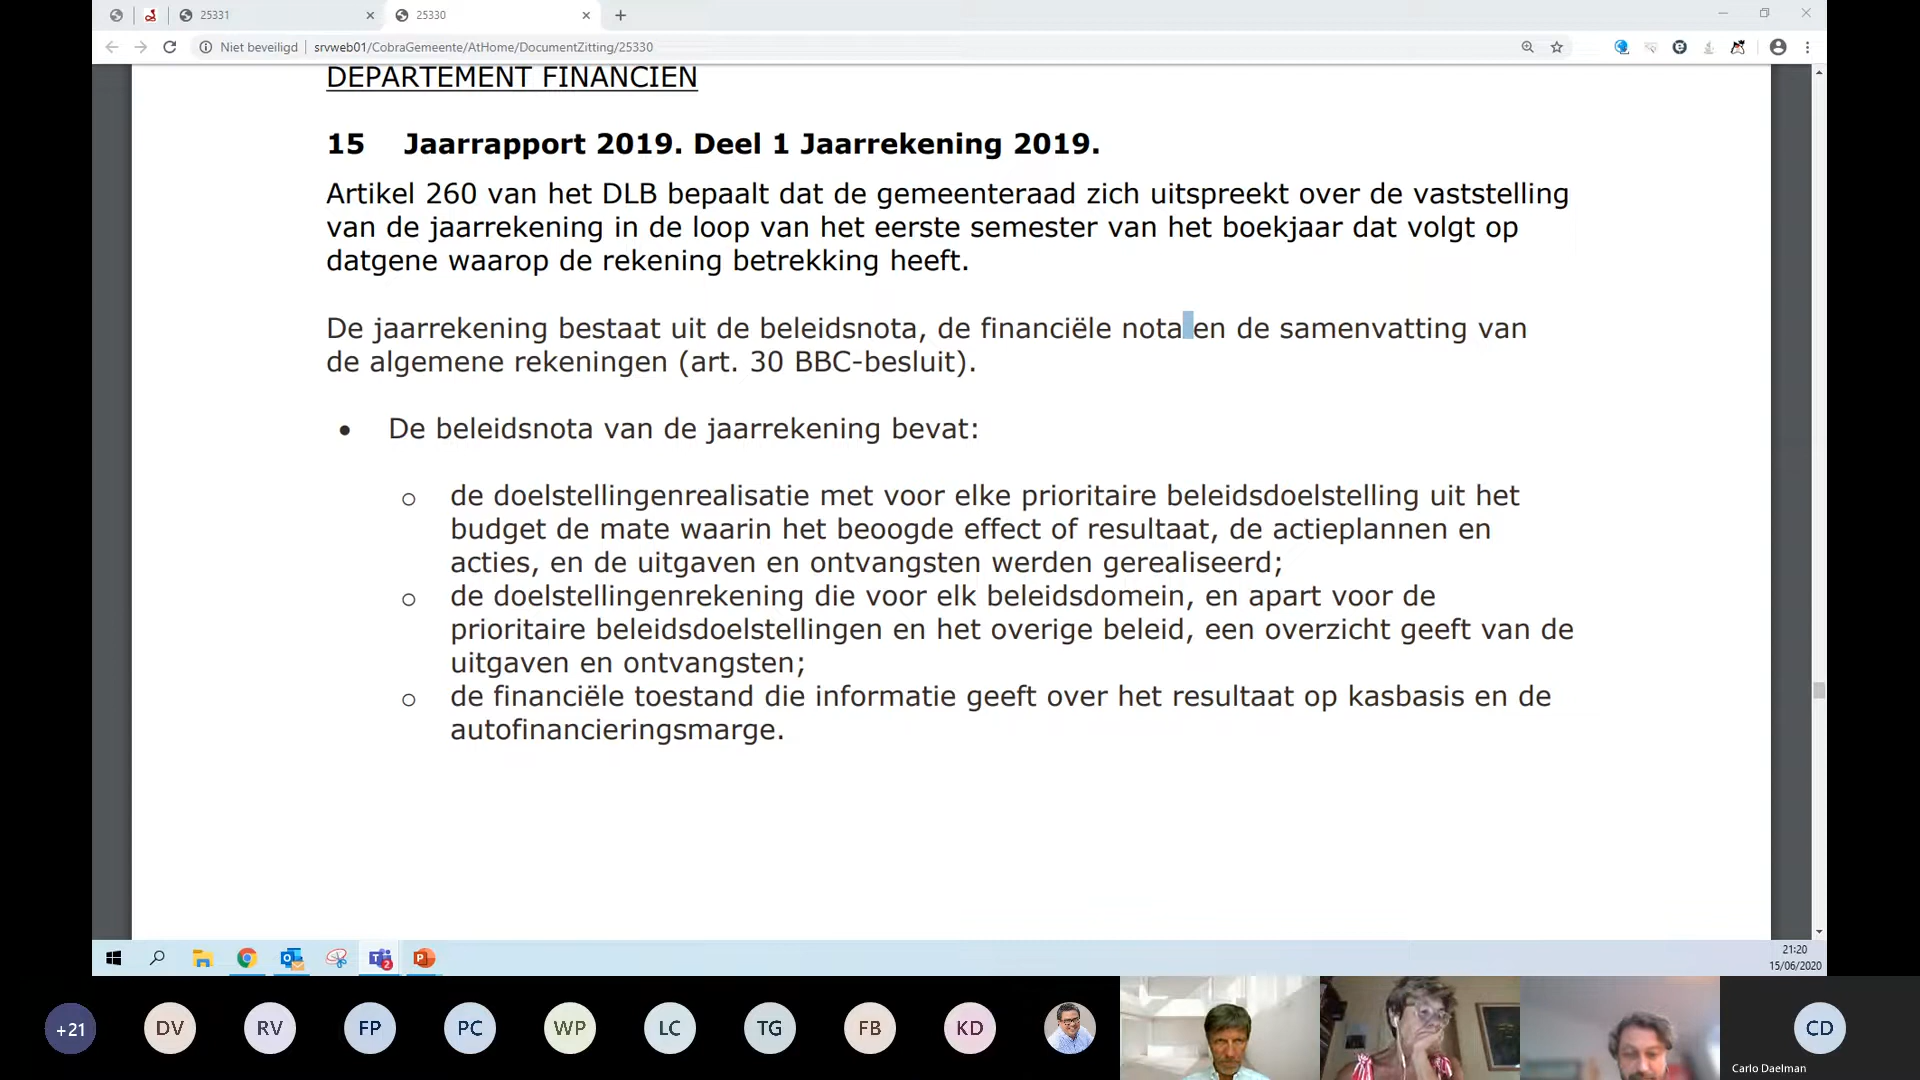 25331
25330
Niet beveiligd
srvweb01/CobraGemeente/AtHome/DocumentZitting/25330
DEPARTEMENT FINANCIËN
15 Jaarrapport 2019. Deel 1 Jaarrekening 2019.
Artikel 260 van het DLB bepaalt dat de gemeenteraad zich uitspreekt over de vaststelling
van de jaarrekening in de loop van het eerste semester van het boekjaar dat volgt op
datgene waarop de rekening betrekking heeft.
De jaarrekening bestaat uit de beleidsnota, de financiële nota en de samenvatting van
de algemene rekeningen (art. 30 BBC-besluit).
• De beleidsnota van de jaarrekening bevat:
o de doelstellingenrealisatie met voor elke prioritaire beleidsdoelstelling uit het
budget de mate waarin het beoogde effect of resultaat, de actieplannen en
acties, en de uitgaven en ontvangsten werden gerealiseerd;
o de doelstellingenrekening die voor elk beleidsdomein, en apart voor de
prioritaire beleidsdoelstellingen en het overige beleid, een overzicht geeft van de
uitgaven en ontvangsten;
o de financiële toestand die informatie geeft over het resultaat op kasbasis en de
autofinancieringsmarge.
21:20
15/06/2020
+21
DV
RV
FP
PC
WP
LC
TG
FB
KD
CD
Carlo Daelman